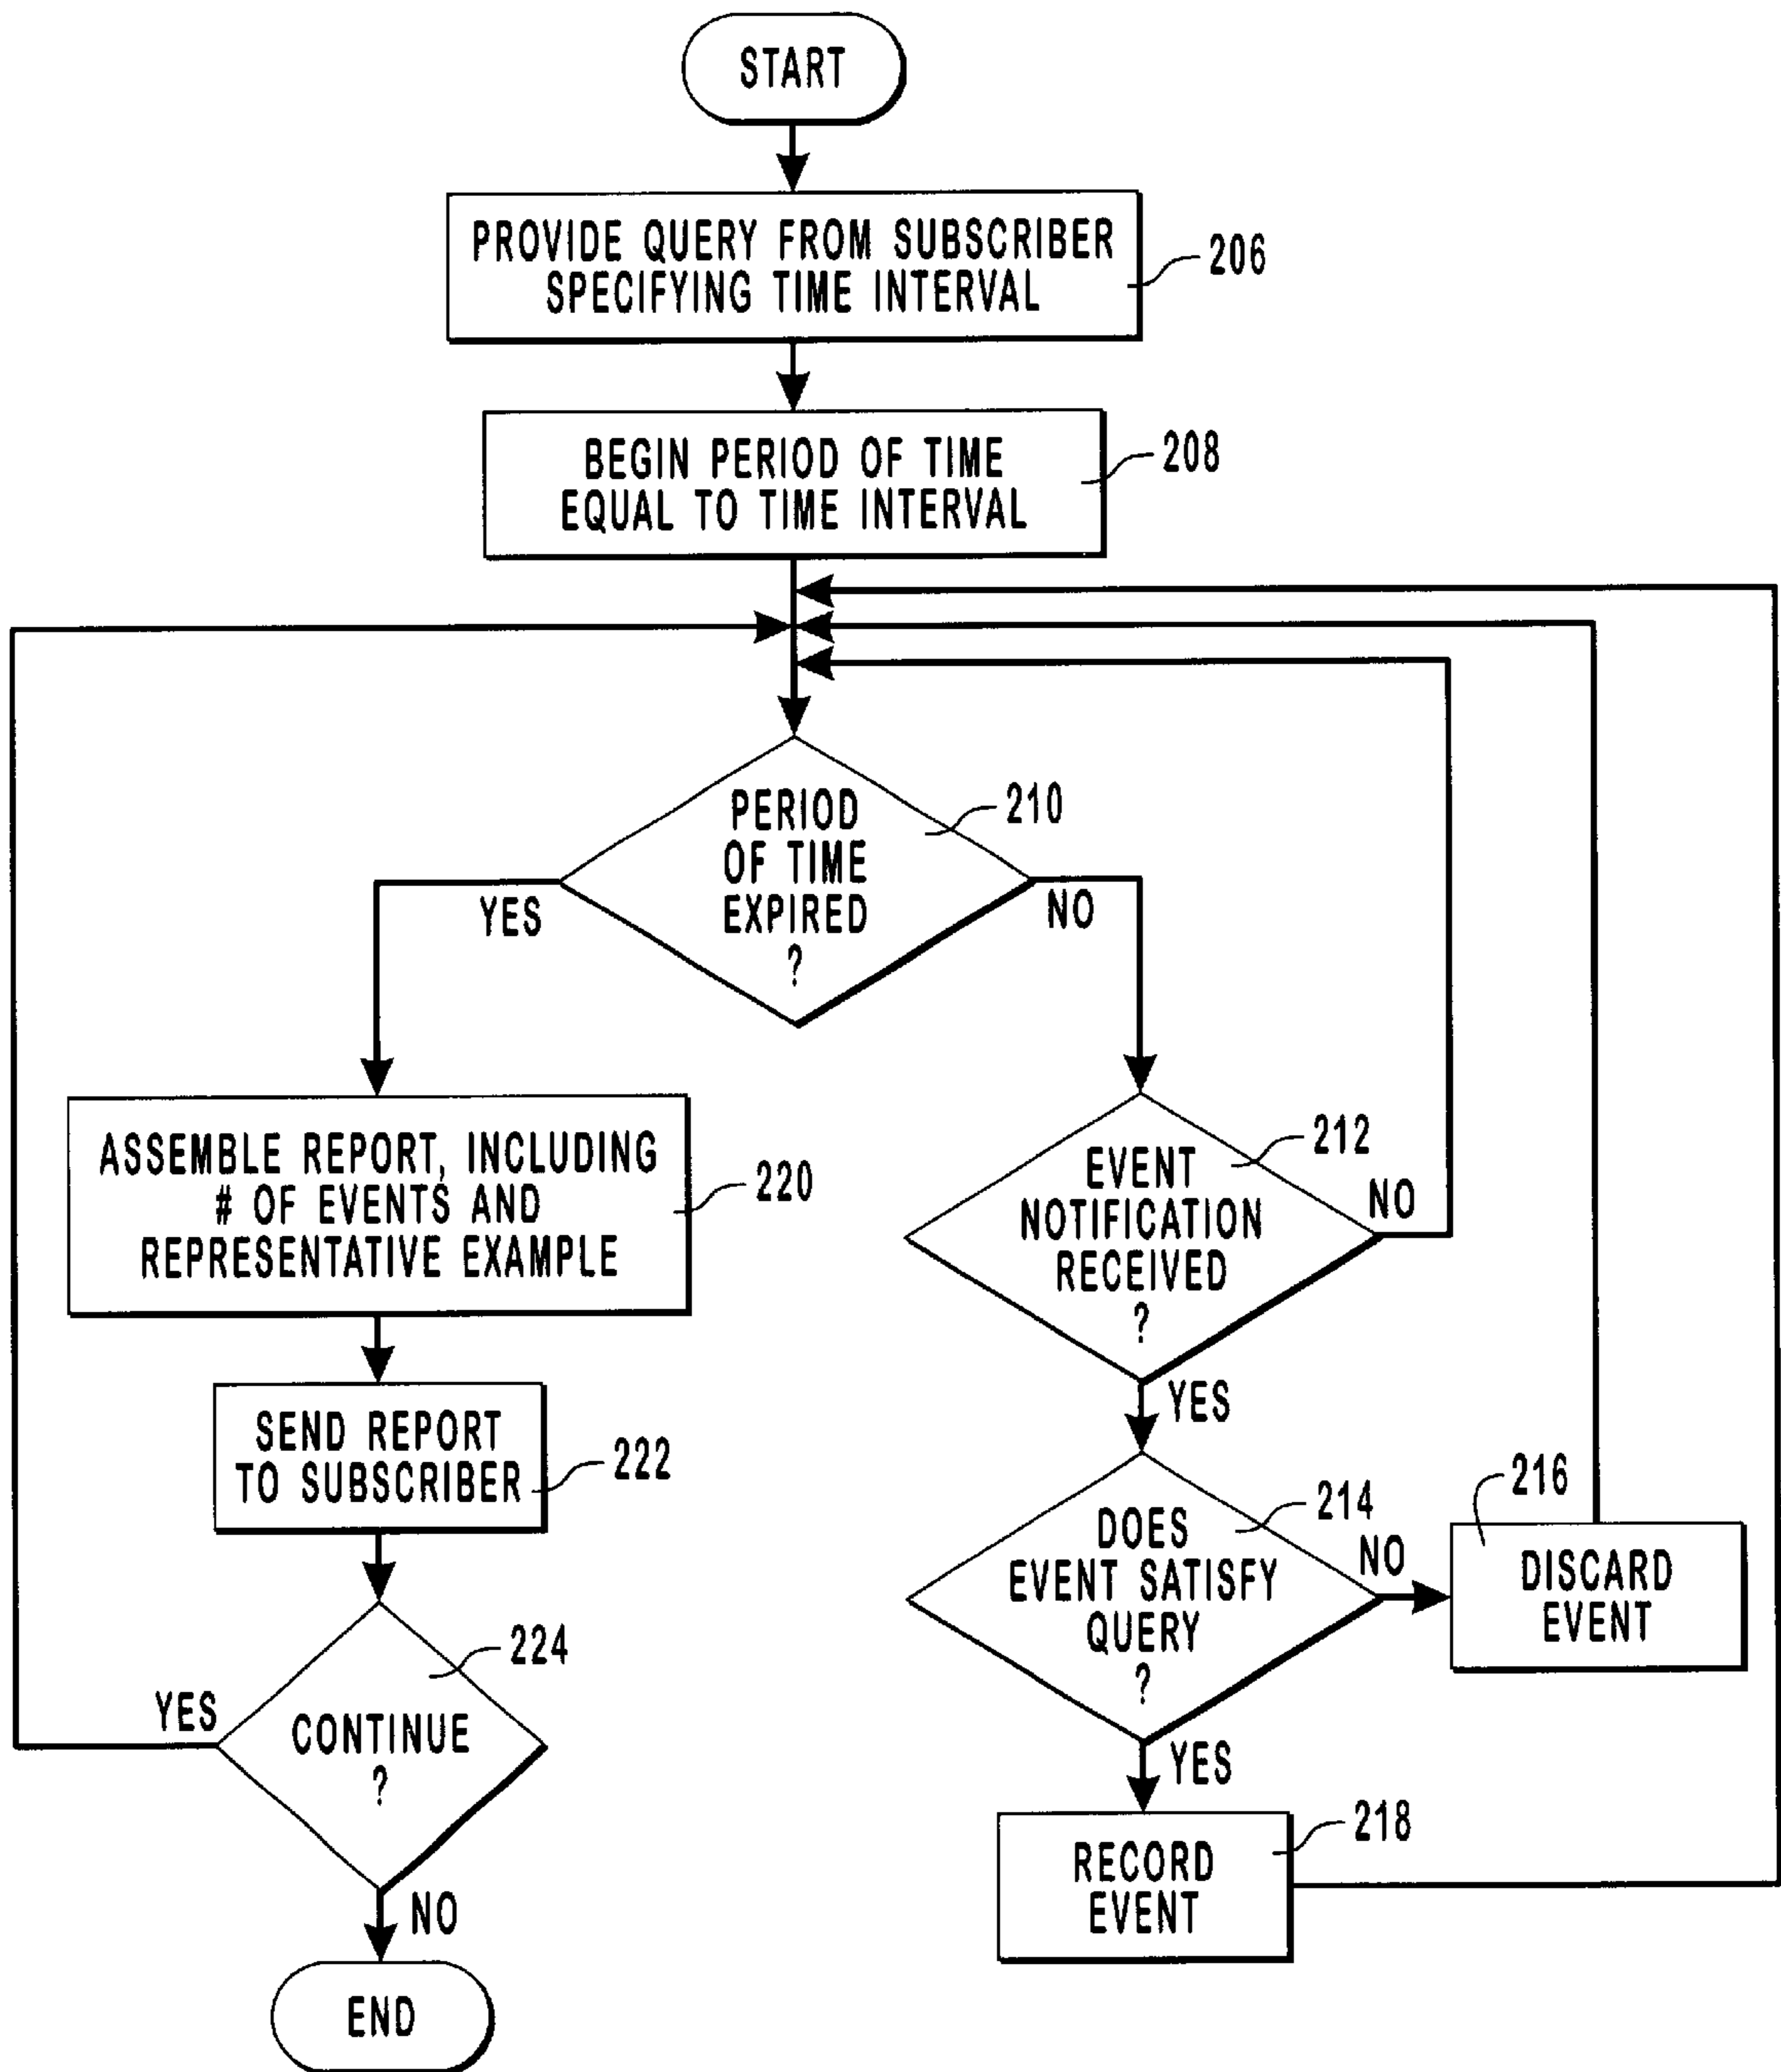 START
PROVIDE QUERY FROM SUBSCRIBER
SPECIFYING TIME INTERVAL
206
BEGIN PERIOD OF TIME
EQUAL TO TIME INTERVAL
208
PERIOD
OF TIME
EXPIRED
?
210
YES
NO
ASSEMBLE REPORT, INCLUDING
# OF EVENTS AND
REPRESENTATIVE EXAMPLE
220
EVENT
NOTIFICATION
RECEIVED
?
212
NO
YES
SEND REPORT
TO SUBSCRIBER
222
DOES
EVENT SATISFY
QUERY
?
214
NO
216
DISCARD
EVENT
YES
CONTINUE
?
224
YES
NO
RECORD
EVENT
218
END